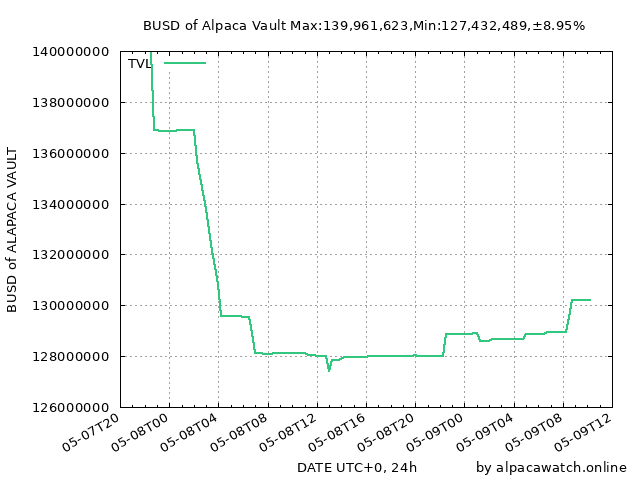 BUSD of Alpaca Vault Max:139,961,623,Min:127,432,489,±8.95%
TVL
140000000
138000000
136000000
134000000
132000000
130000000
128000000
126000000
BUSD of ALAPACA VAULT
05-07T20
05-08T00
05-08T04
05-08T08
05-08T12
05-08T16
05-08T20
05-09T00
05-09T04
05-09T08
05-09T12
DATE UTC+0, 24h
by alpacawatch.online